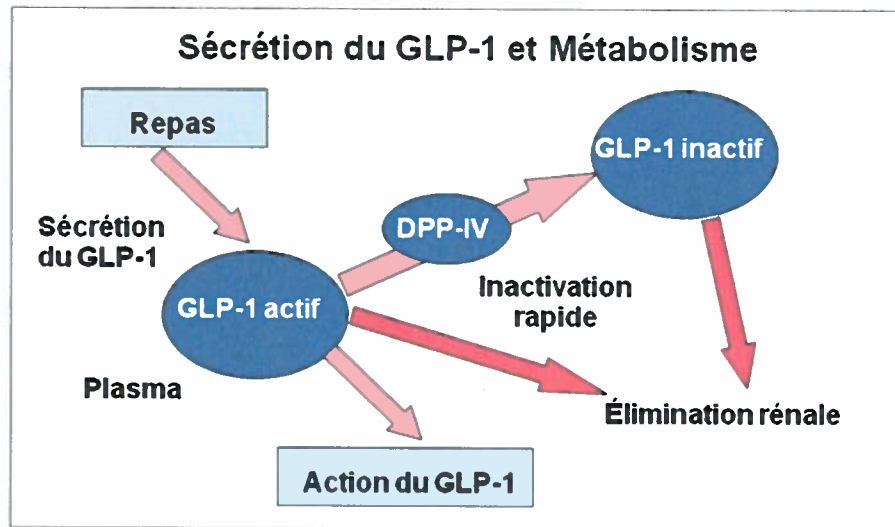 Sécrétion du GLP-1 et Métabolisme
Repas
GLP-1 inactif
DPP-IV
Sécrétion
du GLP-1
Inactivation
rapide
GLP-1 actif
Plasma
Élimination rénale
Action du GLP-1